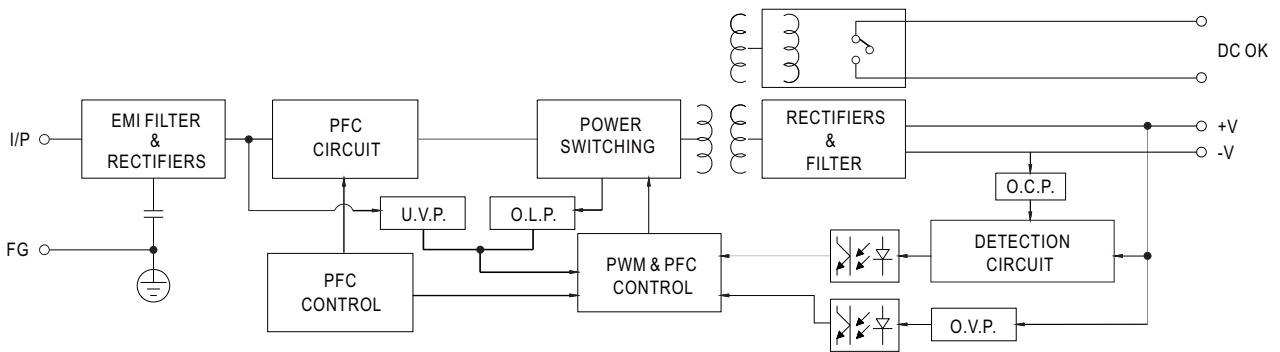 DC OK
I/P
EMI FILTER
&
RECTIFIERS
PFC
CIRCUIT
POWER
SWITCHING
RECTIFIERS
&
FILTER
+V
-V
O.C.P.
U.V.P.
O.L.P.
FG
PFC
CONTROL
PWM & PFC
CONTROL
DETECTION
CIRCUIT
O.V.P.